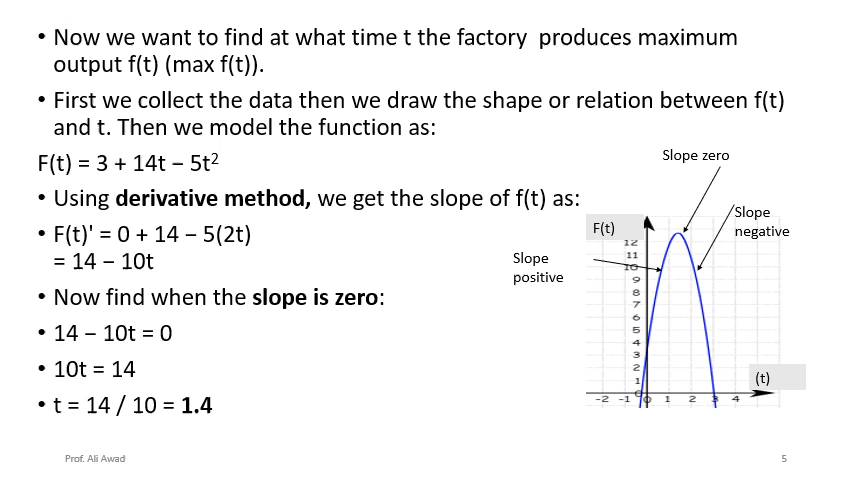 • Now we want to find at what time t the factory  produces maximum
output f(t) (max f(t)).
• First we collect the data then we draw the shape or relation between f(t)
and t. Then we model the function as:
F(t) = 3 + 14t − 5t²
• Using derivative method, we get the slope of f(t) as:
• F(t)' = 0 + 14 − 5(2t)
= 14 − 10t
• Now find when the slope is zero:
• 14 − 10t = 0
• 10t = 14
• t = 14 / 10 = 1.4
Slope zero
Slope
negative
F(t)
Slope
positive
12
11
10
9
8
7
6
5
4
3
2
1
0
(t)
-2 -1 0 1 2 3 4
Prof. Ali Awad
5